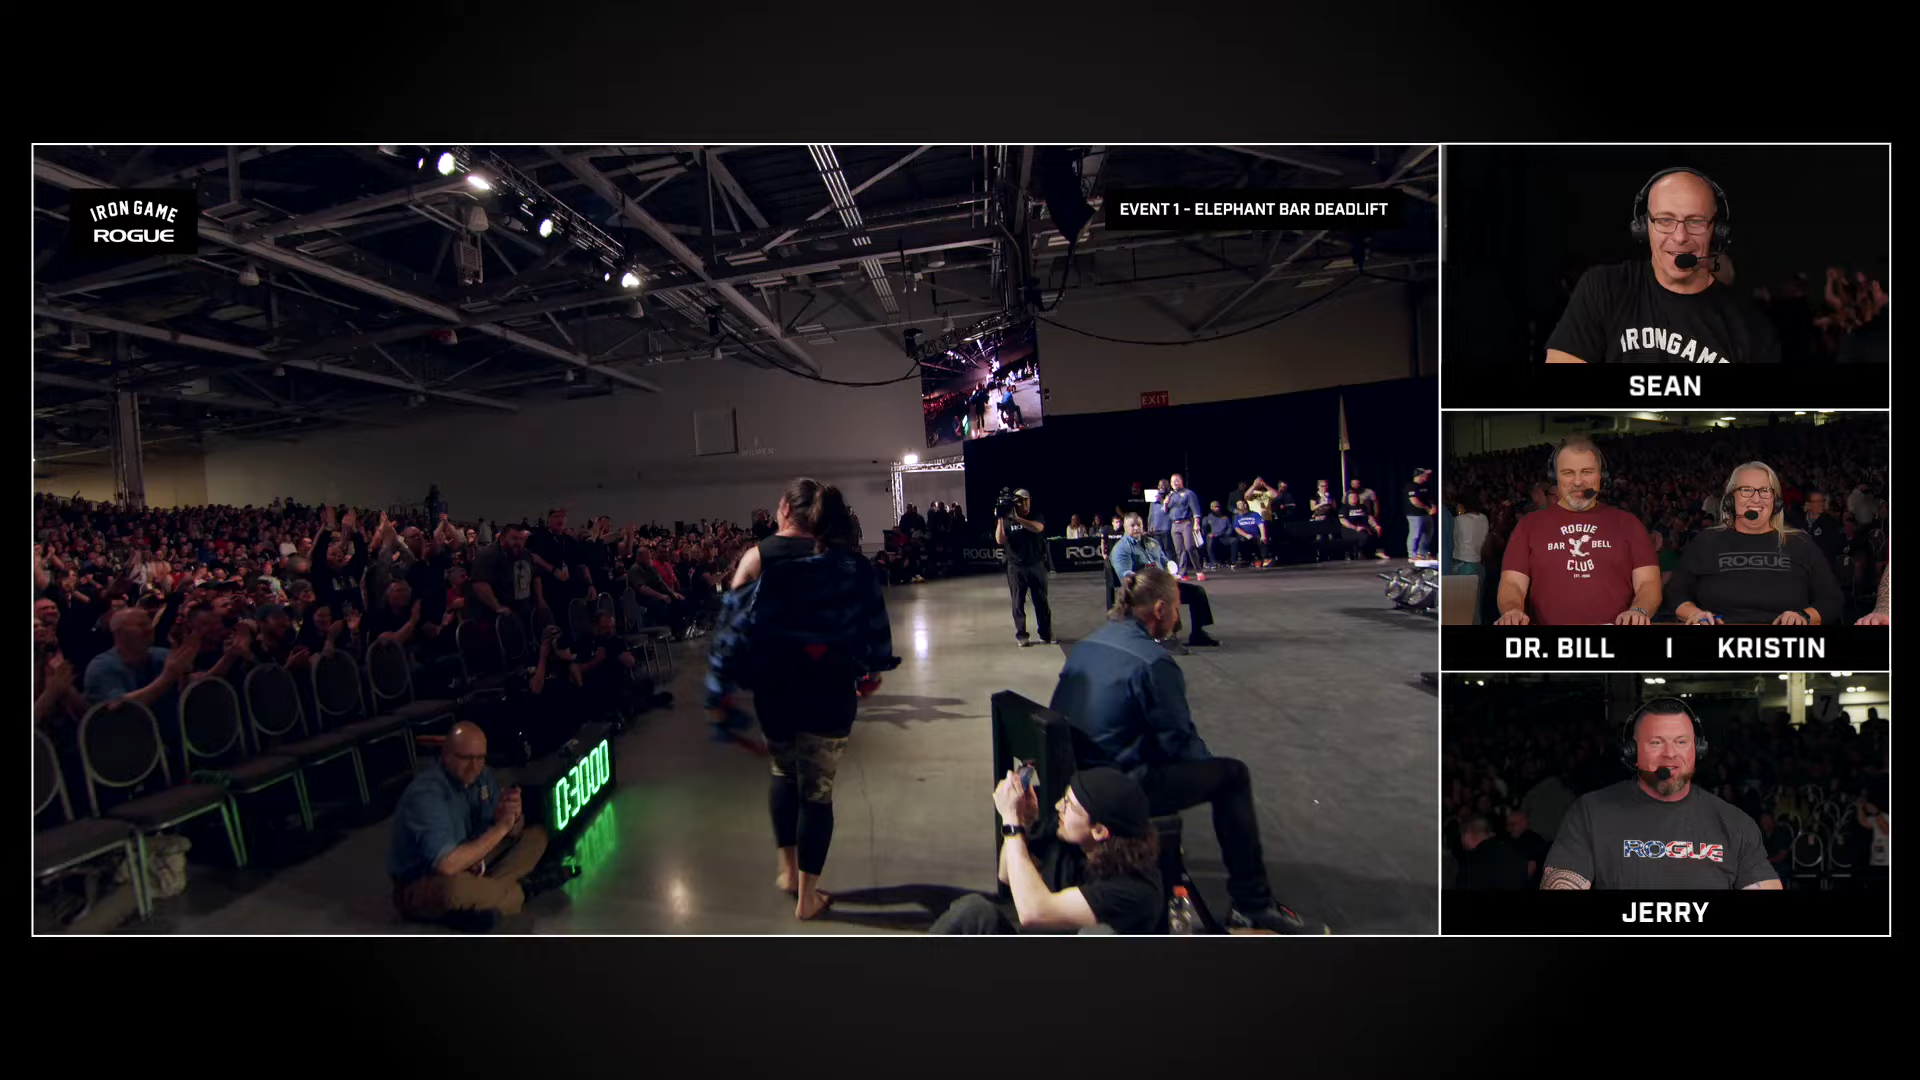 IRON GAME
ROGUE
EVENT 1 - ELEPHANT BAR DEADLIFT
EXIT
ROGUE
0:30:00
IRONGAME
SEAN
ROGUE
BAR BELL
CLUB
ROGUE
DR. BILL | KRISTIN
ROGUE
JERRY